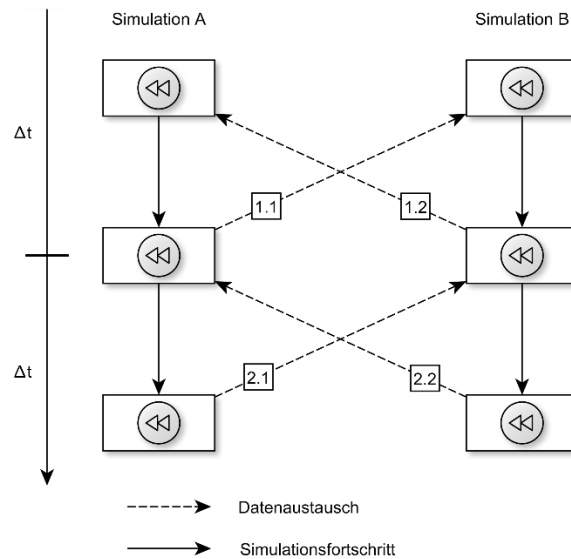 Simulation A
Simulation B
Δt
1.1
1.2
Δt
2.1
2.2
Datenaustausch
Simulationsfortschritt